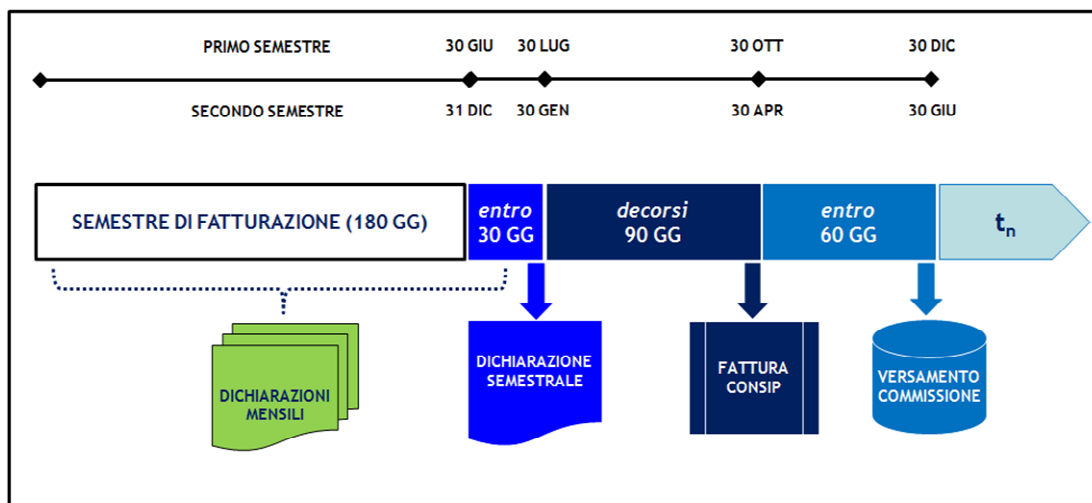 PRIMO SEMESTRE
30 GIU
30 LUG
30 OTT
30 DIC
SECONDO SEMESTRE
31 DIC
30 GEN
30 APR
30 GIU
SEMESTRE DI FATTURAZIONE (180 GG)
entro
30 GG
decorsi
90 GG
entro
60 GG
tn
DICHIARAZIONI
MENSILI
DICHIARAZIONE
SEMESTRALE
FATTURA
CONSIP
VERSAMENTO
COMMISSIONE